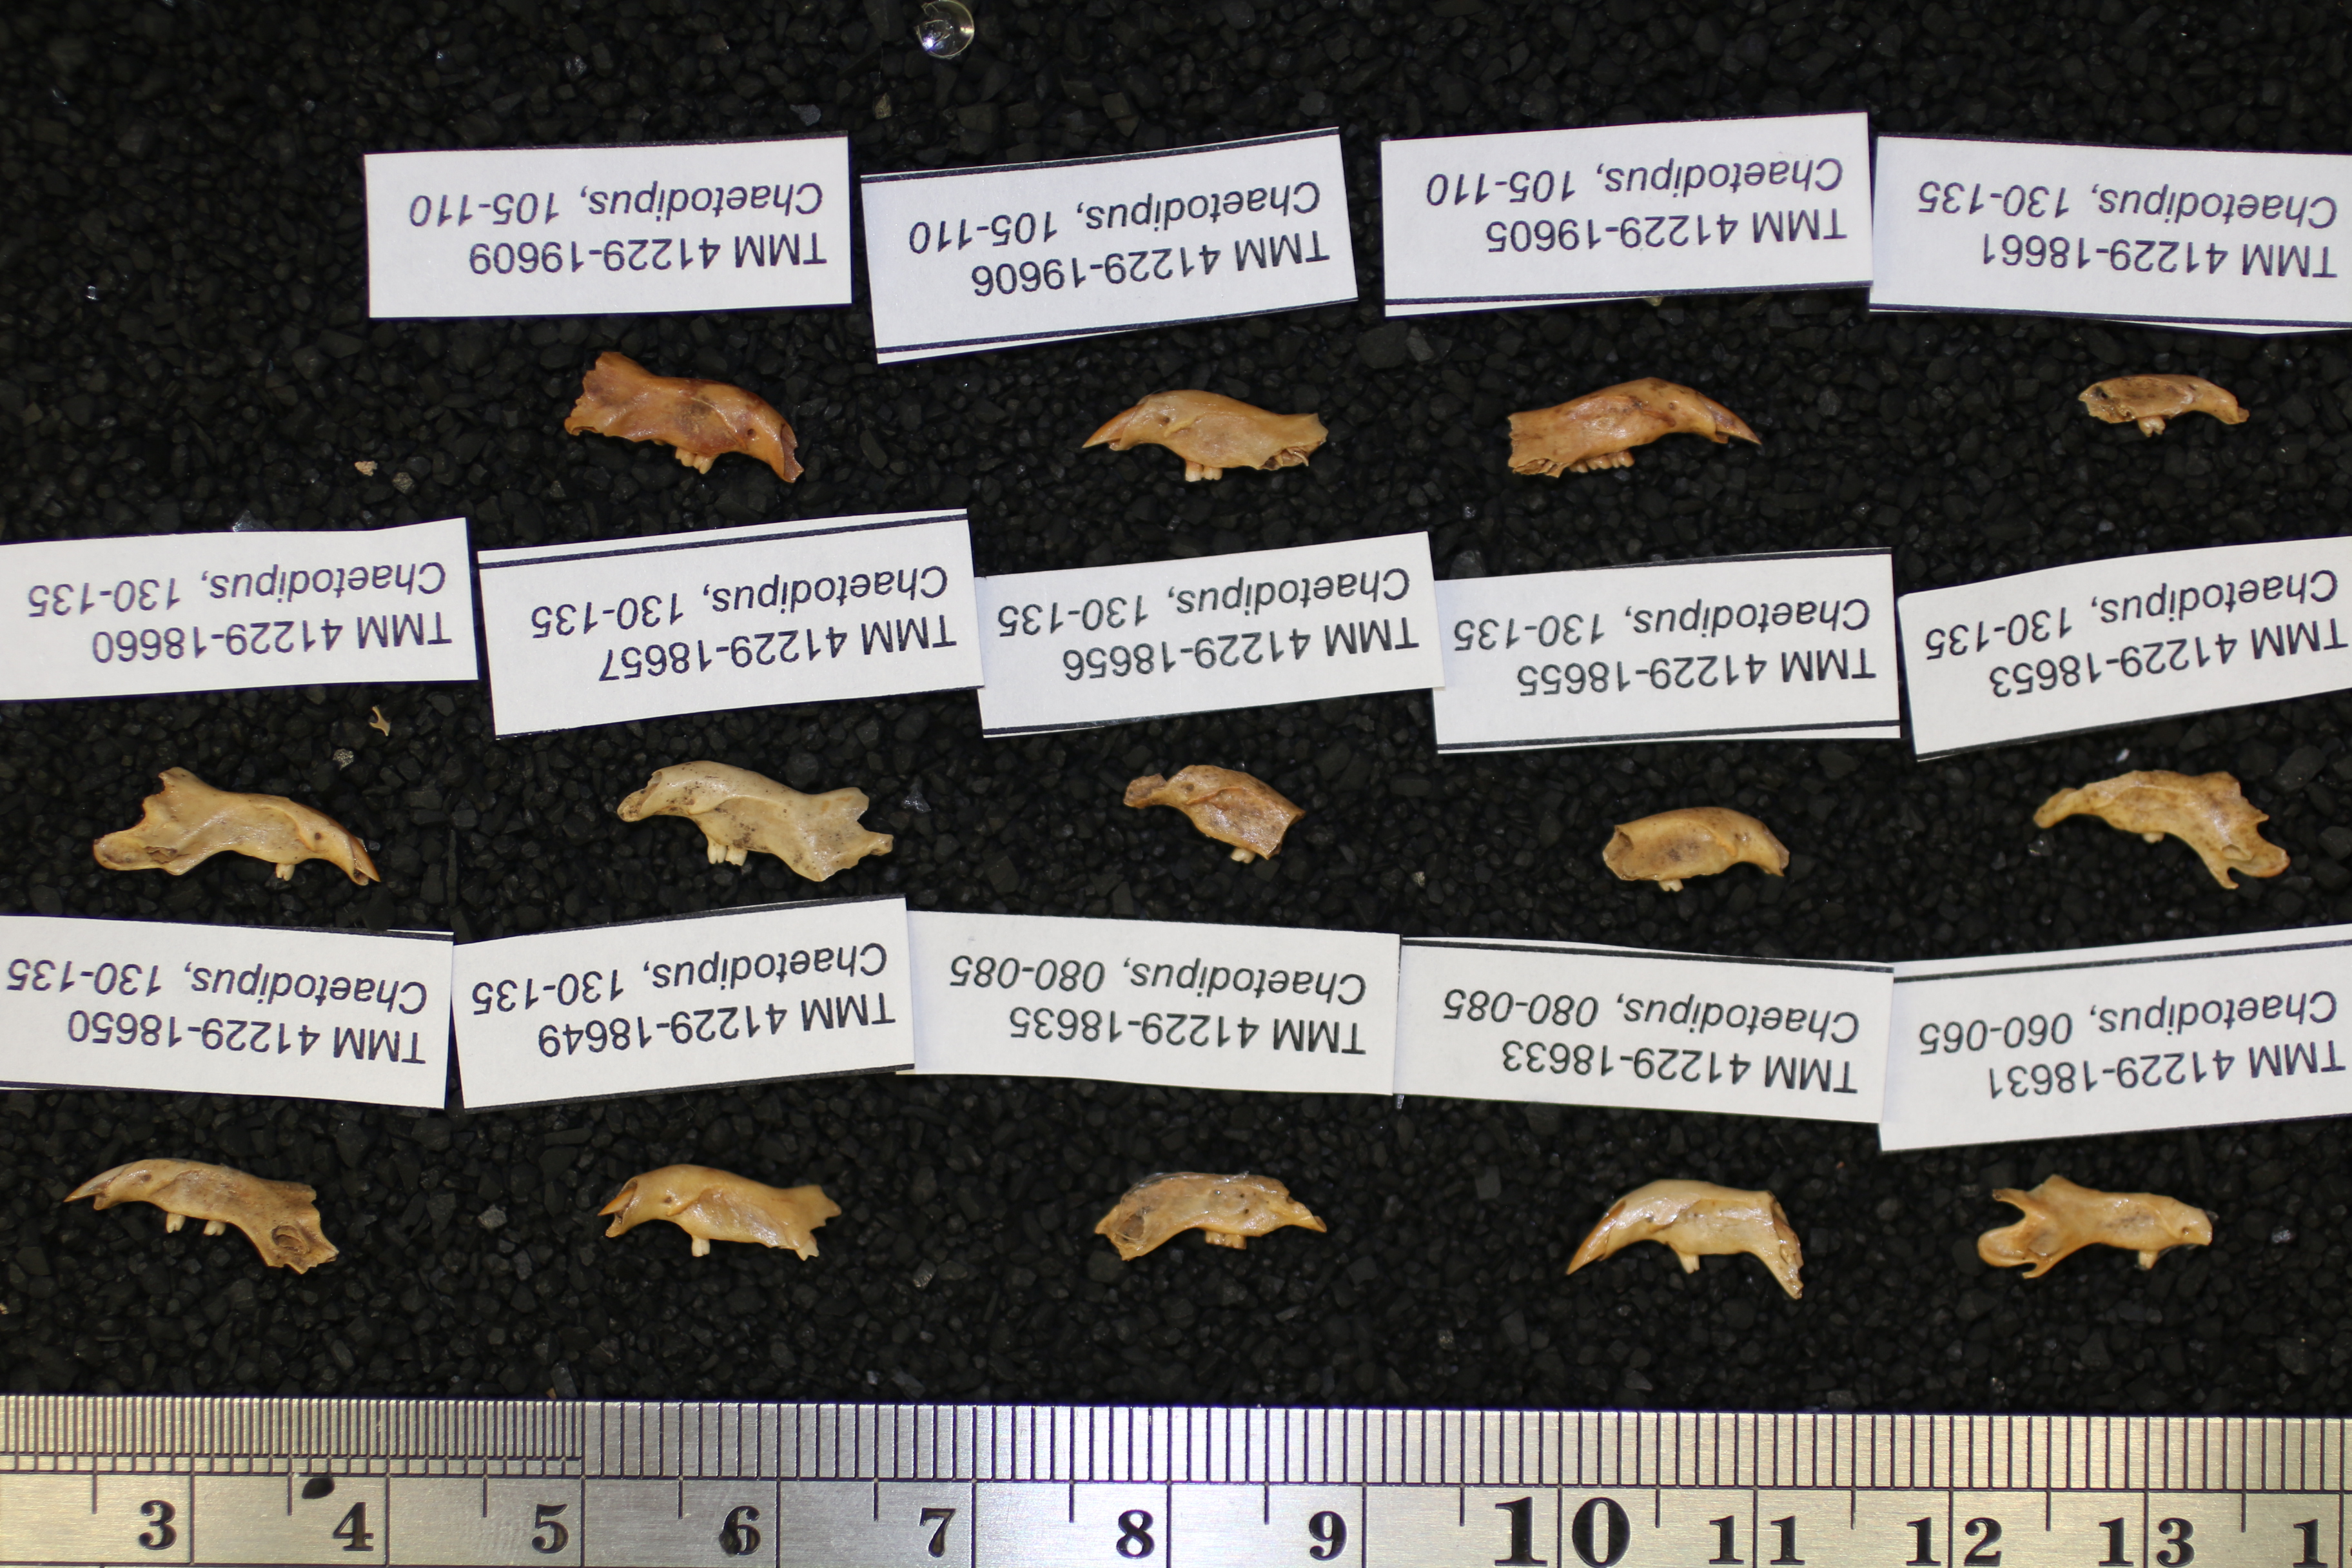 TMM 41229-18631
Chaetodipus, 060-065
TMM 41229-18633
Chaetodipus, 080-085
TMM 41229-18635
Chaetodipus, 080-085
TMM 41229-18649
Chaetodipus, 130-135
TMM 41229-18650
Chaetodipus, 130-135
TMM 41229-18653
Chaetodipus, 130-135
TMM 41229-18655
Chaetodipus, 130-135
TMM 41229-18656
Chaetodipus, 130-135
TMM 41229-18657
Chaetodipus, 130-135
TMM 41229-18660
Chaetodipus, 130-135
TMM 41229-18661
Chaetodipus, 130-135
TMM 41229-19605
Chaetodipus, 105-110
TMM 41229-19606
Chaetodipus, 105-110
TMM 41229-19609
Chaetodipus, 105-110
13 12 11 10 9 8 7 6 5 4 3